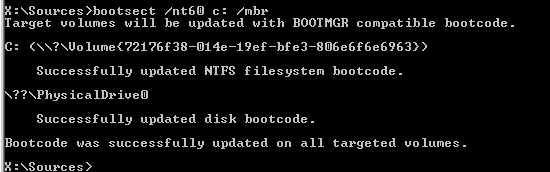 X:\Sources>bootsect /nt60 c: /mbr
Target volumes will be updated with BOOTMGR compatible bootcode.
C: (\\?\Volume{72176f38-014e-19ef-bfe3-806e6f6e6963})
Successfully updated NTFS filesystem bootcode.
\??\PhysicalDrive0
Successfully updated disk bootcode.
Bootcode was successfully updated on all targeted volumes.
X:\Sources>